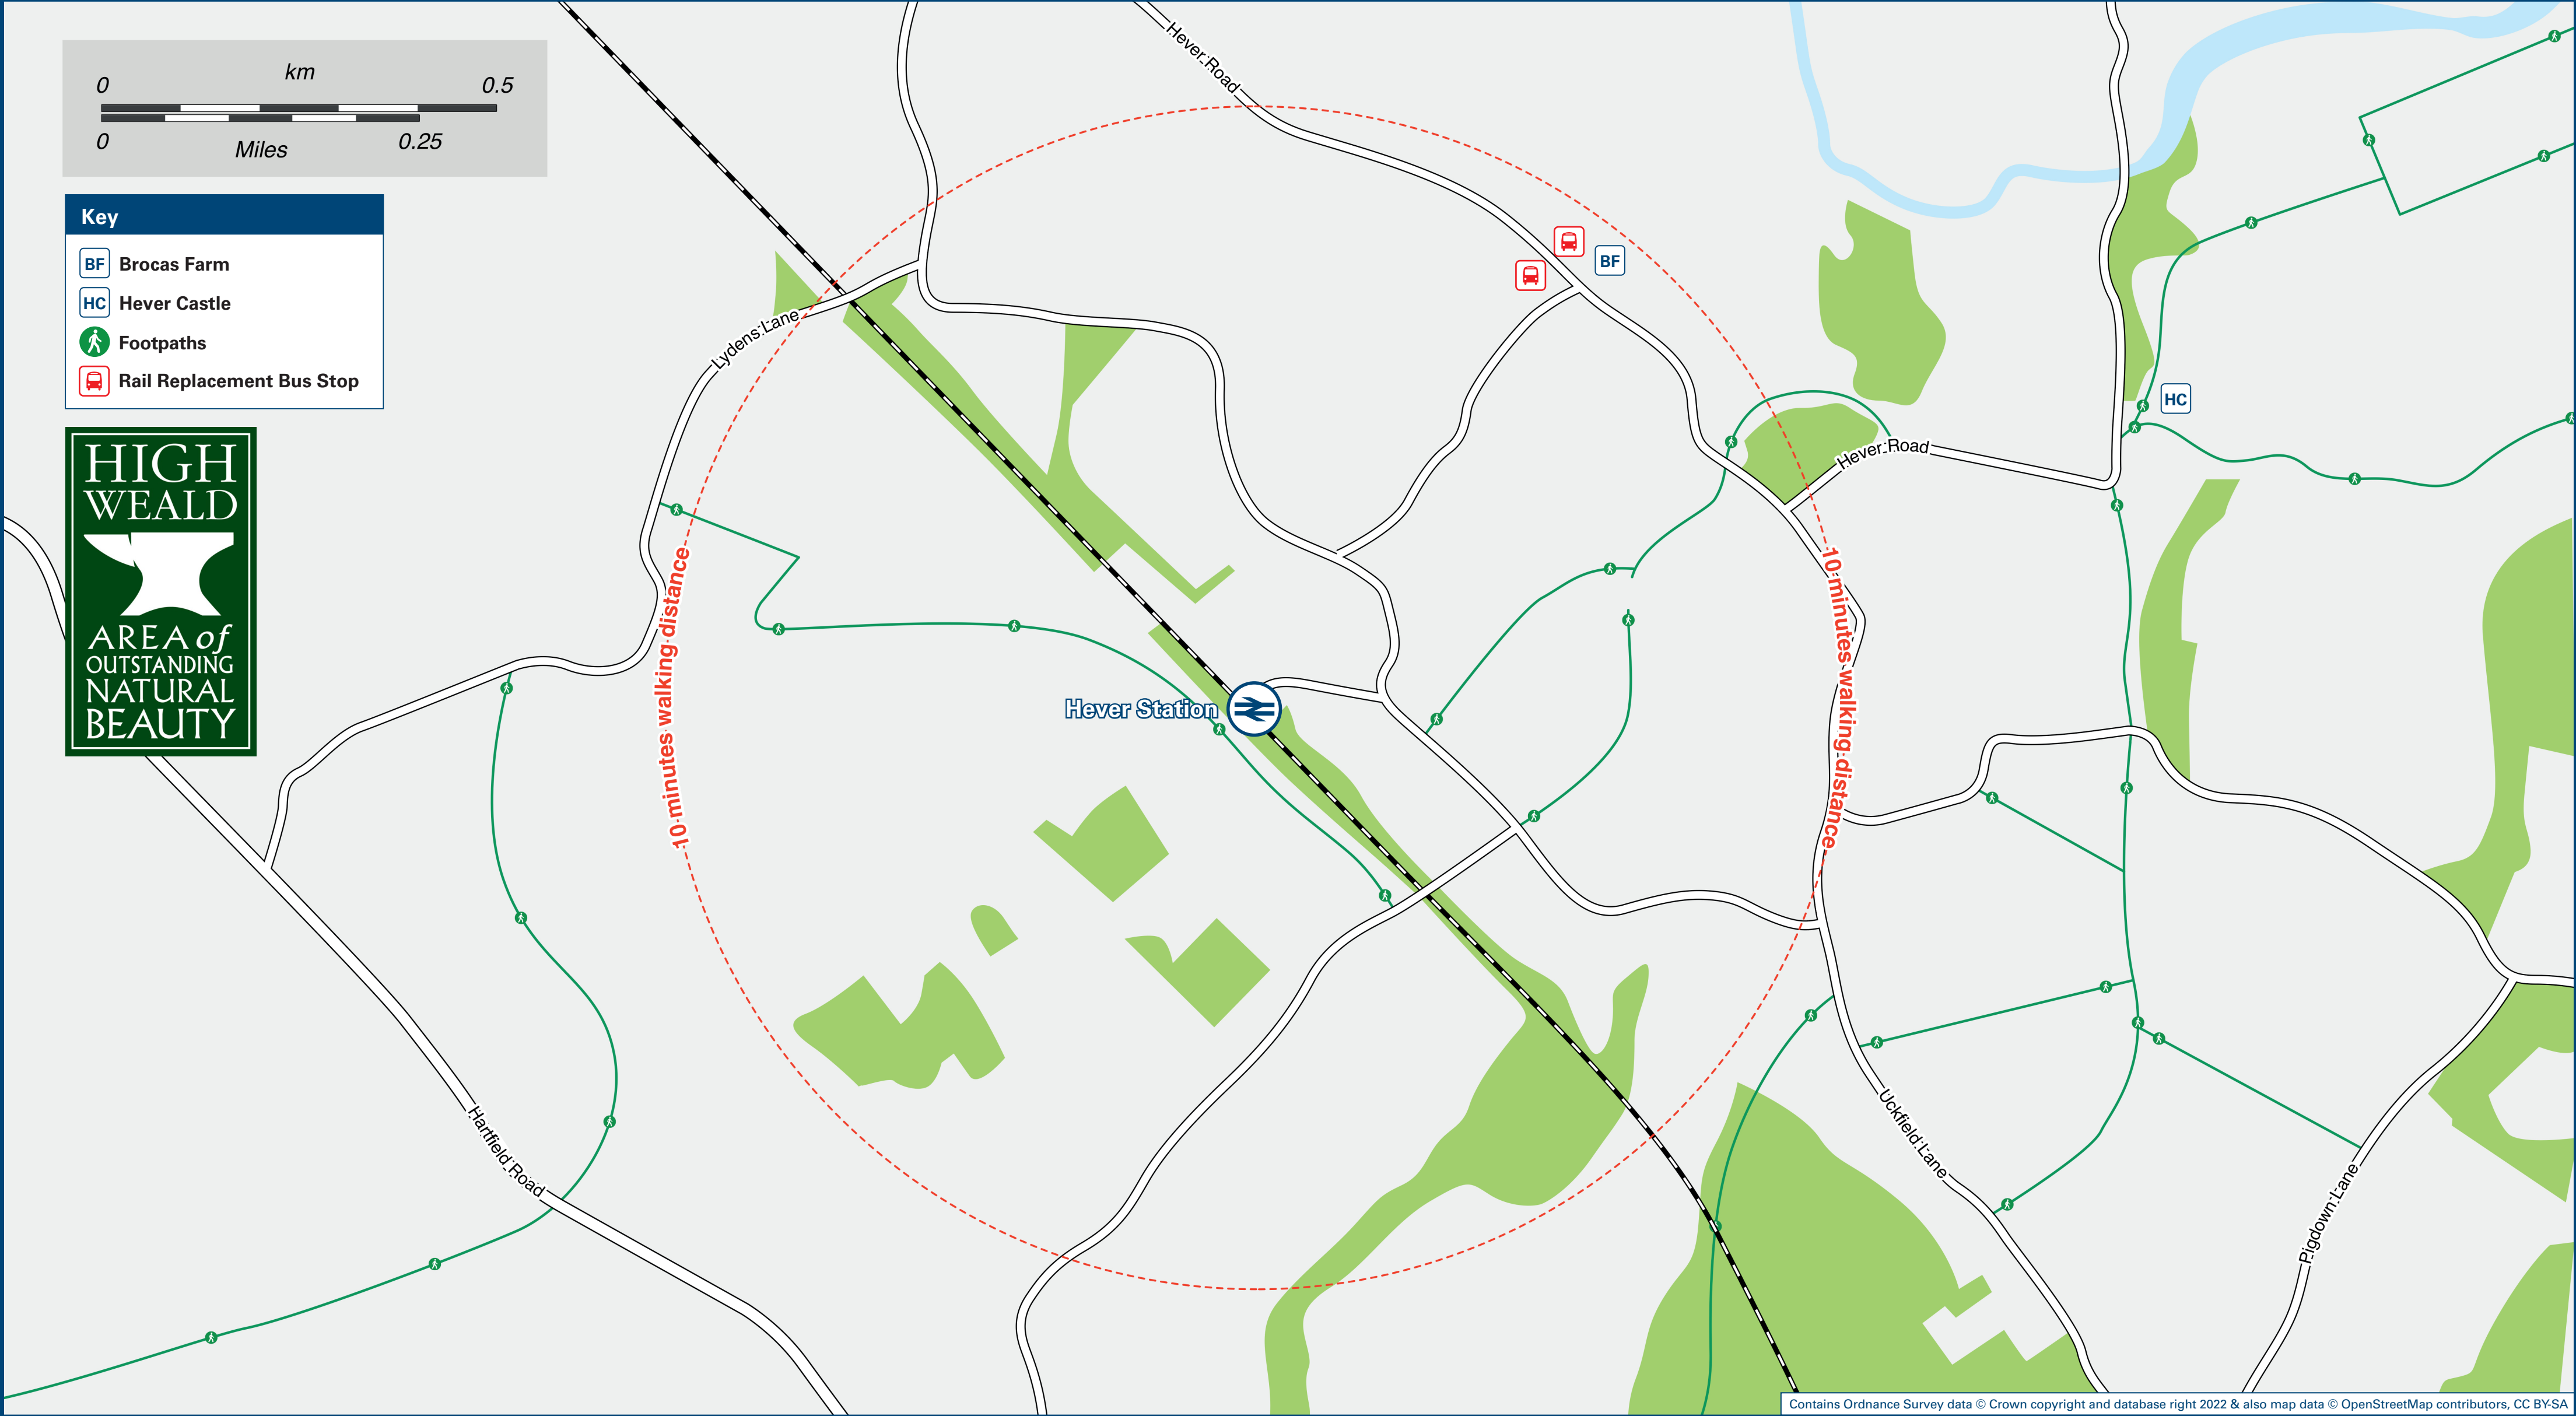 km
0 0.5
0 0.25
Miles
Key
BF Brocas Farm
HC Hever Castle
Footpaths
Rail Replacement Bus Stop
HIGH
WEALD
AREA of
OUTSTANDING
NATURAL
BEAUTY
Hever Road
Lydens Lane
BF
HC
Hever Road
10 minutes walking distance
10 minutes walking distance
Hever Station
Hartfield Road
Uckfield Lane
Pigdown Lane
Contains Ordnance Survey data © Crown copyright and database right 2022 & also map data © OpenStreetMap contributors, CC BY-SA